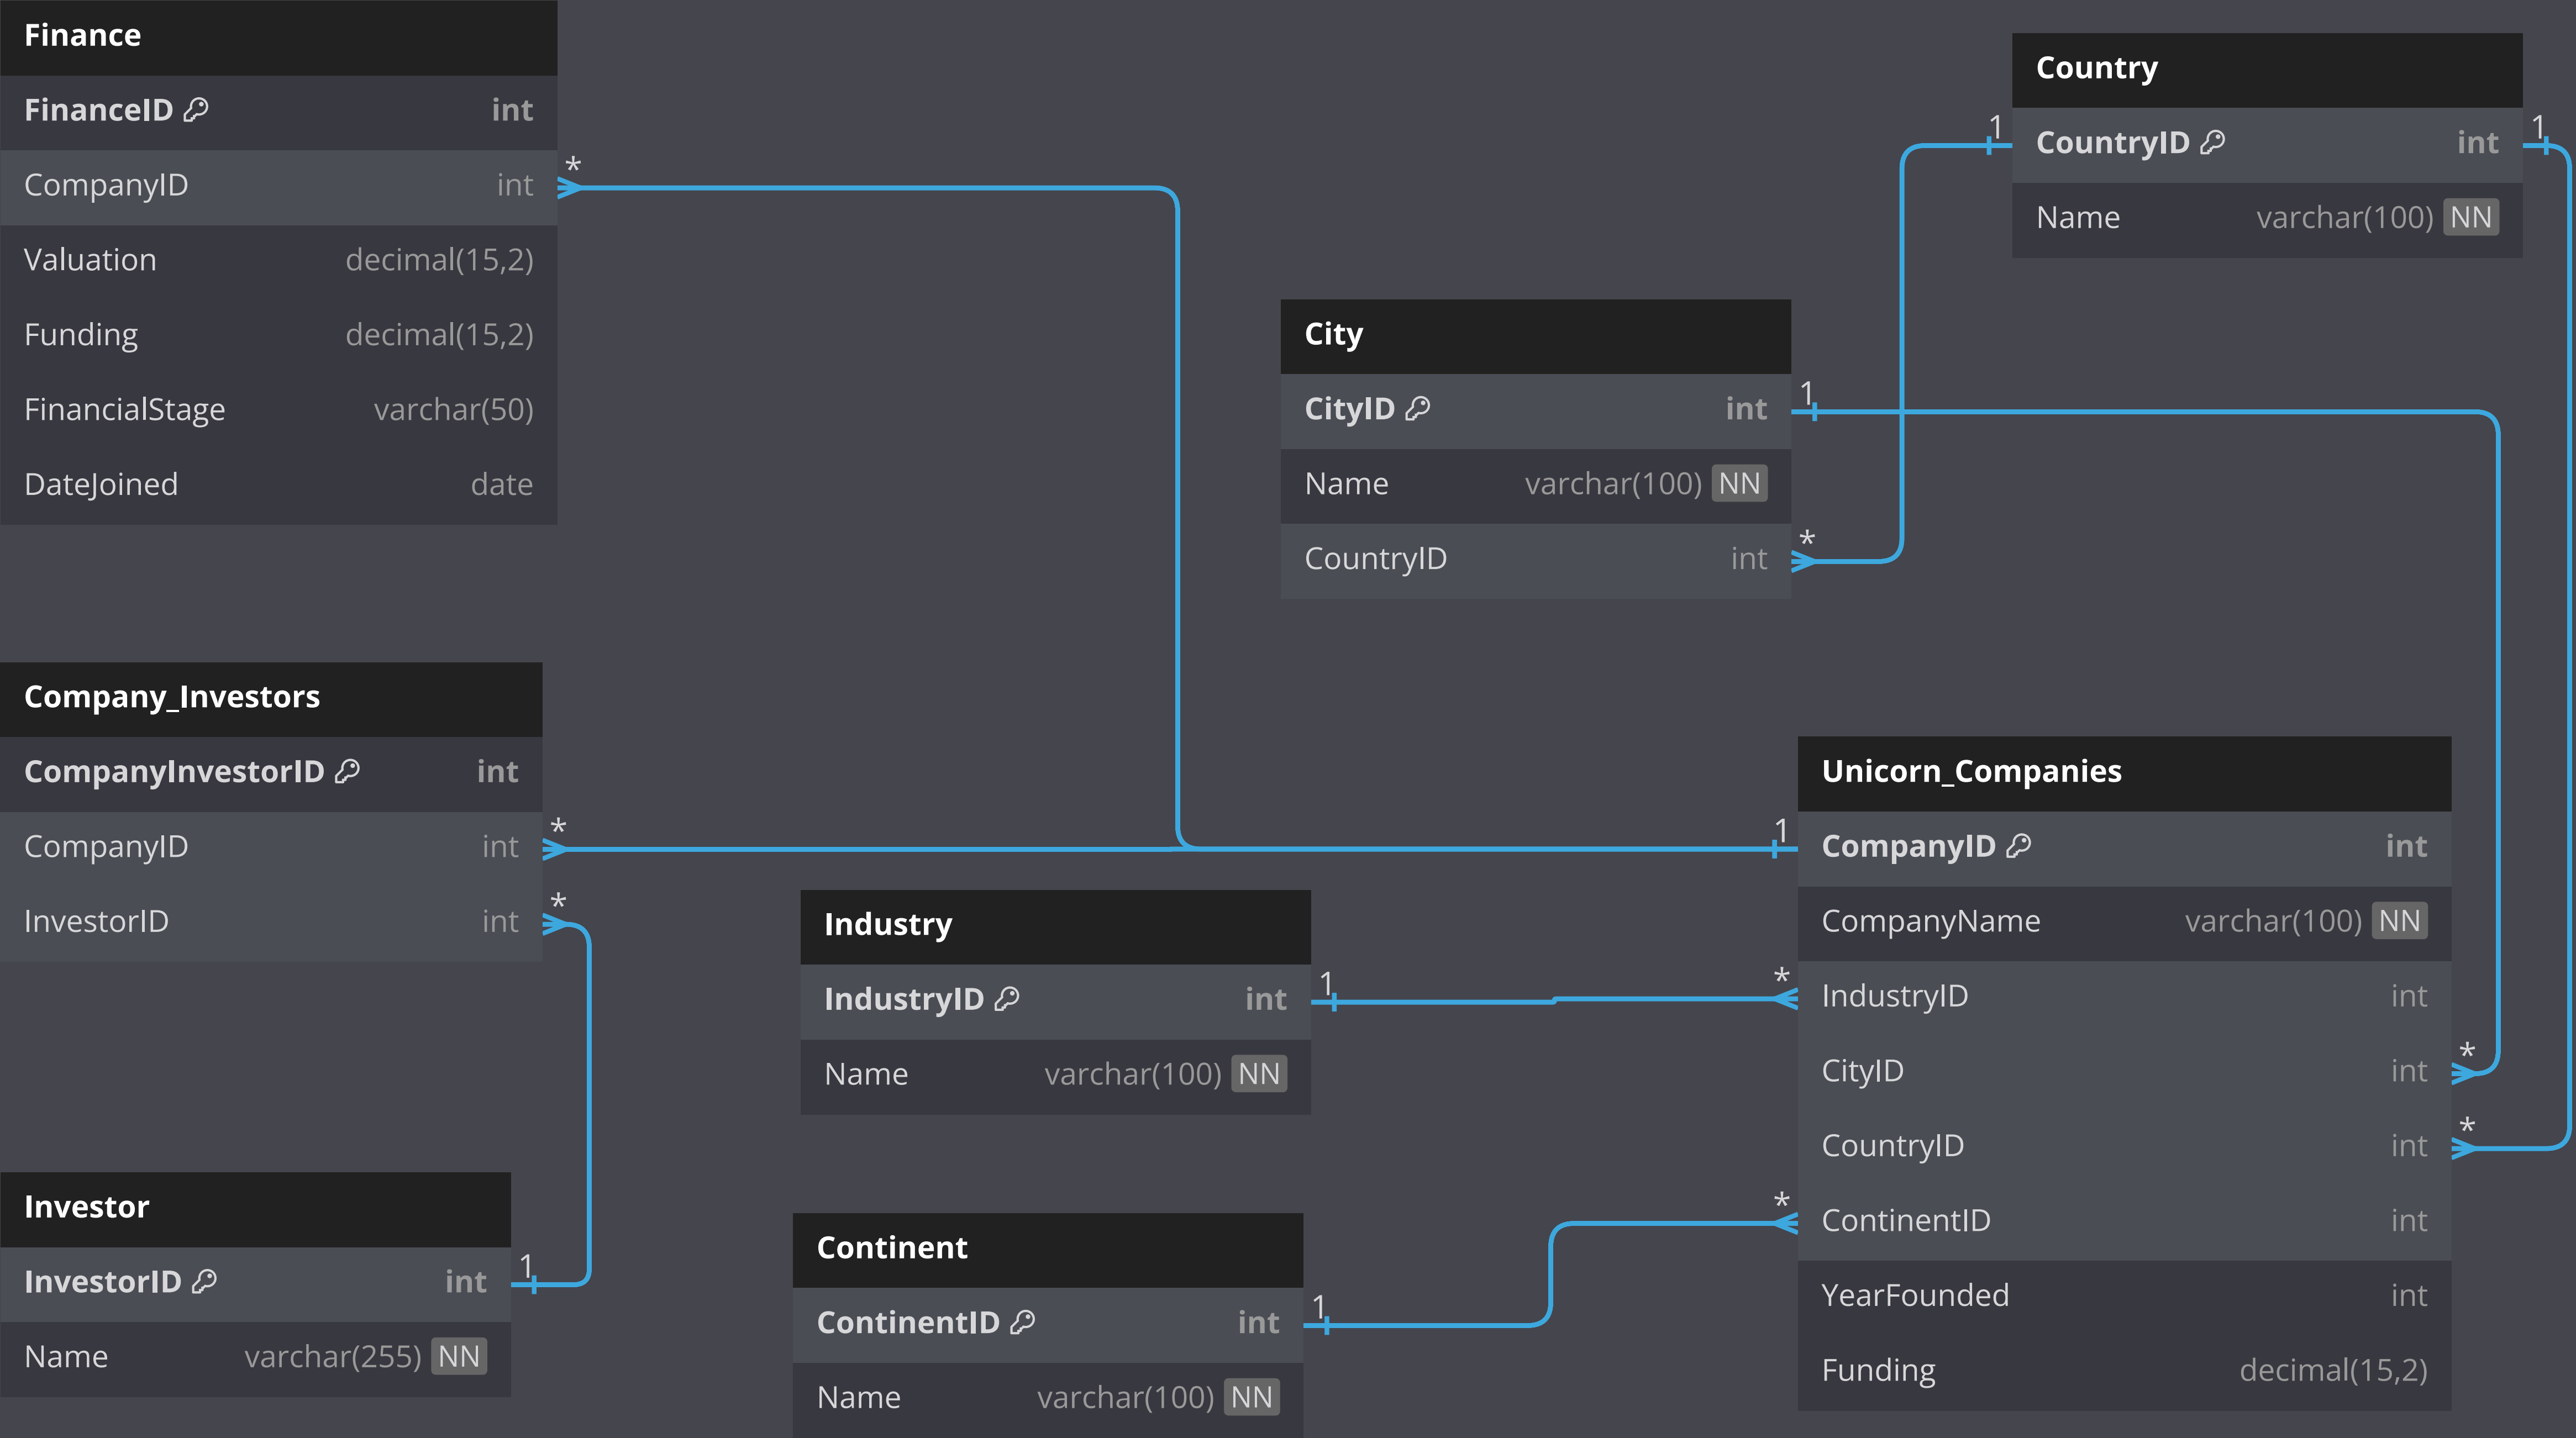 Finance
FinanceID int
CompanyID int
Valuation decimal(15,2)
Funding decimal(15,2)
FinancialStage varchar(50)
DateJoined date
*
Country
CountryID int
Name varchar(100) NN
1
1
City
CityID int
Name varchar(100) NN
CountryID int
1
*
Company_Investors
CompanyInvestorID int
CompanyID int
InvestorID int
*
*
Unicorn_Companies
CompanyID int
CompanyName varchar(100) NN
IndustryID int
CityID int
CountryID int
ContinentID int
YearFounded int
Funding decimal(15,2)
1
*
*
*
*
Industry
IndustryID int
Name varchar(100) NN
1
Investor
InvestorID int
Name varchar(255) NN
1
Continent
ContinentID int
Name varchar(100) NN
1